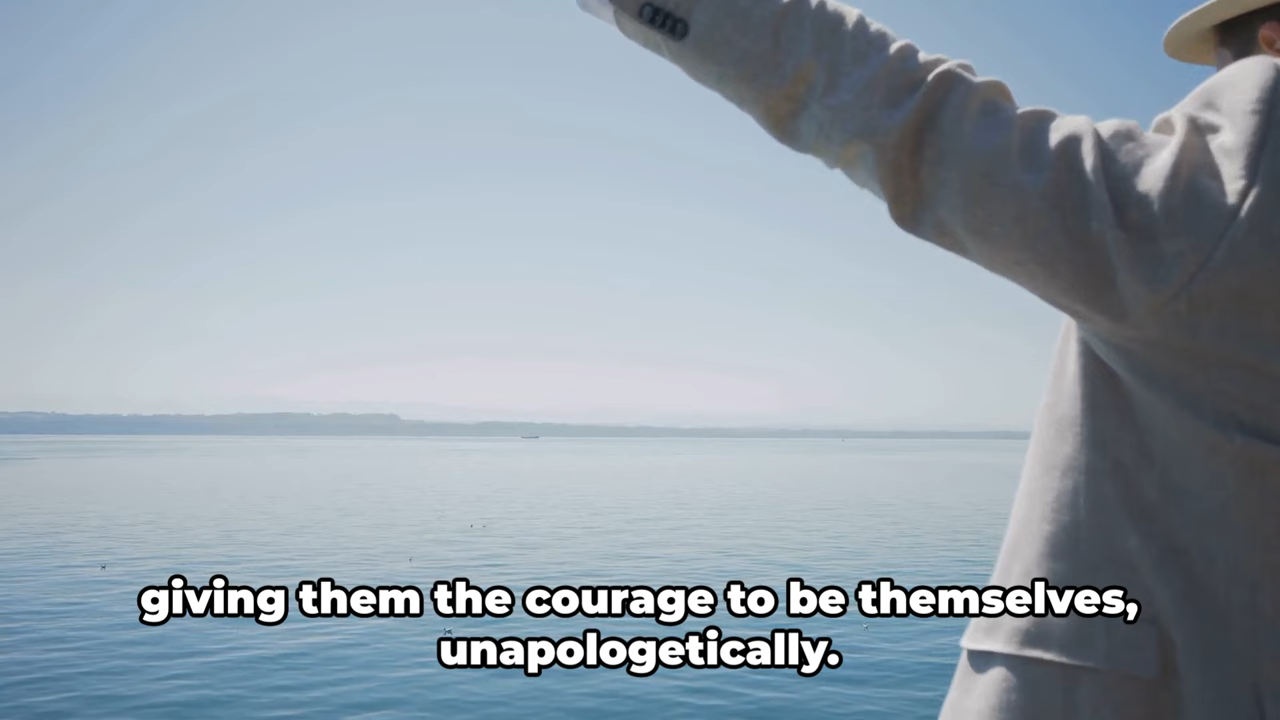 giving them the courage to be themselves,
unapologetically.